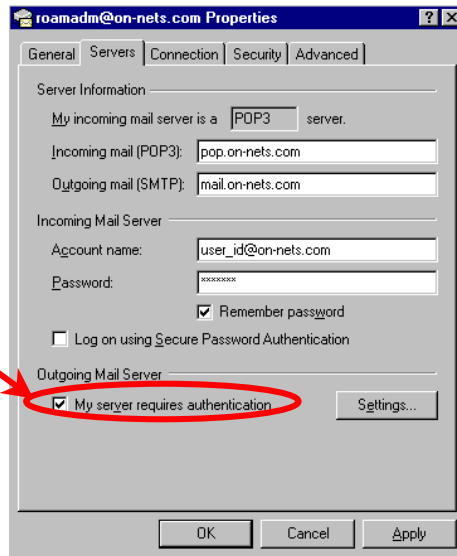 roamadm@on-nets.com Properties
General Servers Connection Security Advanced
Server Information
My incoming mail server is a POP3 server.
Incoming mail (POP3): pop.on-nets.com
Outgoing mail (SMTP): mail.on-nets.com
Incoming Mail Server
Account name: user_id@on-nets.com
Password: xxxxxxx
Remember password
Log on using Secure Password Authentication
Outgoing Mail Server
My server requires authentication Settings...
OK Cancel Apply